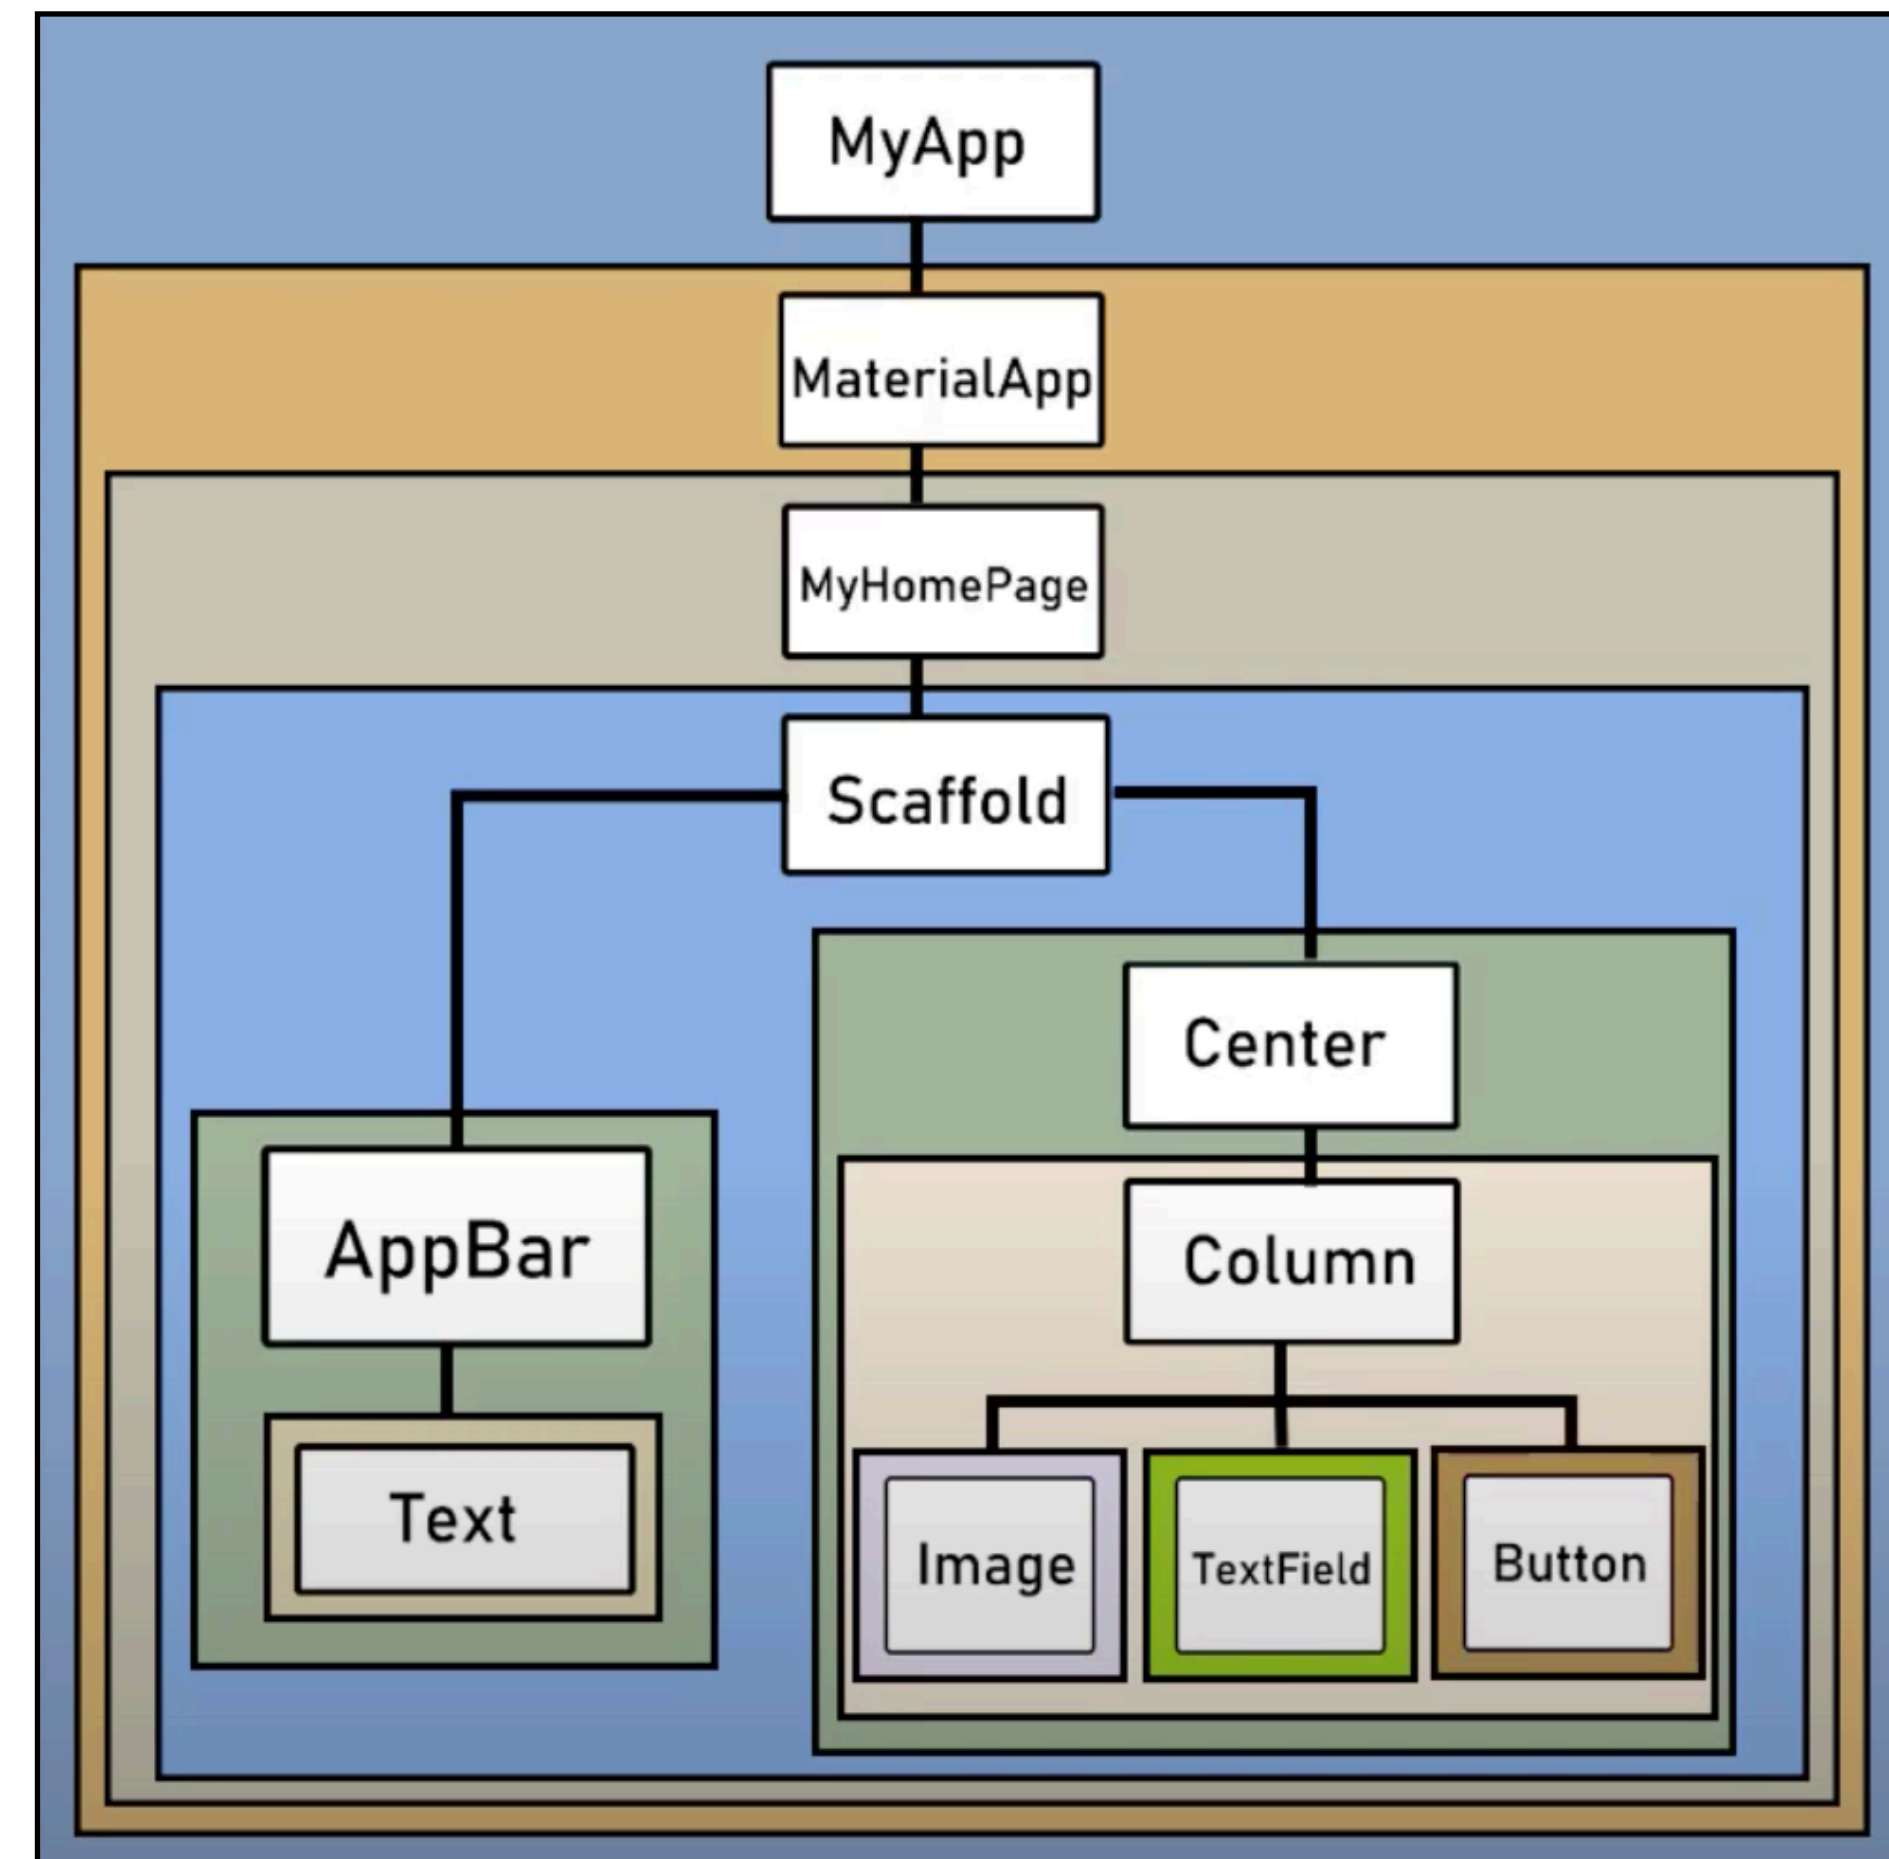 MyApp
MaterialApp
MyHomePage
Scaffold
Center
AppBar
Column
Text
Image
TextField
Button